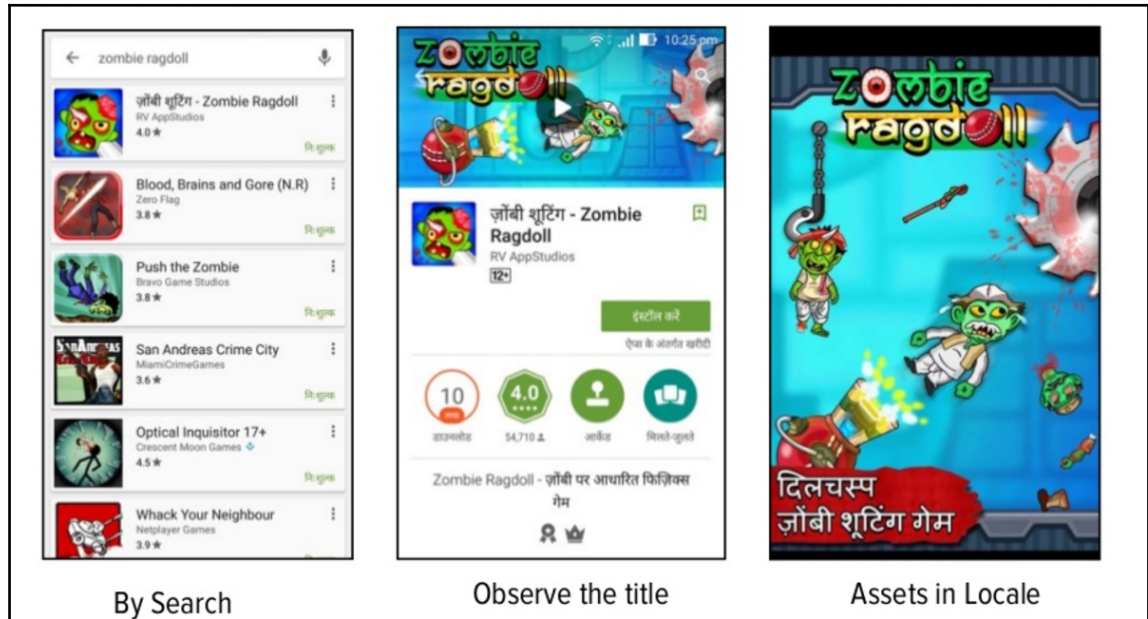 zombie ragdoll
ज़ोंबी शूटिंग - Zombie Ragdoll
RV AppStudios
4.0★
निःशुल्क
Blood, Brains and Gore (N.R)
Zero Flag
3.8★
निःशुल्क
Push the Zombie
Bravo Game Studios
3.8★
निःशुल्क
San Andreas Crime City
MiamiCrimeGames
3.6★
निःशुल्क
Optical Inquisitor 17+
Crescent Moon Games
4.5★
निःशुल्क
Whack Your Neighbour
Netplayer Games
3.9★
By Search
10:25 pm
Zombie
ragdoll
ज़ोंबी शूटिंग - Zombie
Ragdoll
RV AppStudios
12+
इंस्टॉल करें
ऐप्स के अंतर्गत खरीदी
10
लाख
4.0
डाउनलोड
54,710
आर्केड
मिलते-जुलते
Zombie Ragdoll - ज़ोंबी पर आधारित फिज़िक्स
गेम
Observe the title
Zombie
ragdoll
दिलचस्प
ज़ोंबी शूटिंग गेम
Assets in Locale